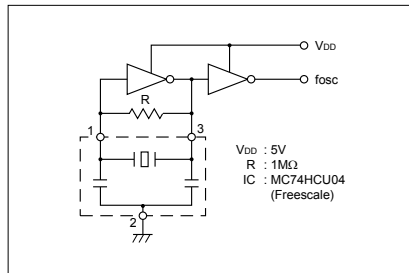 VDD
fosc
R
1
3
VDD : 5V
R : 1MΩ
IC : MC74HCU04
(Freescale)
2